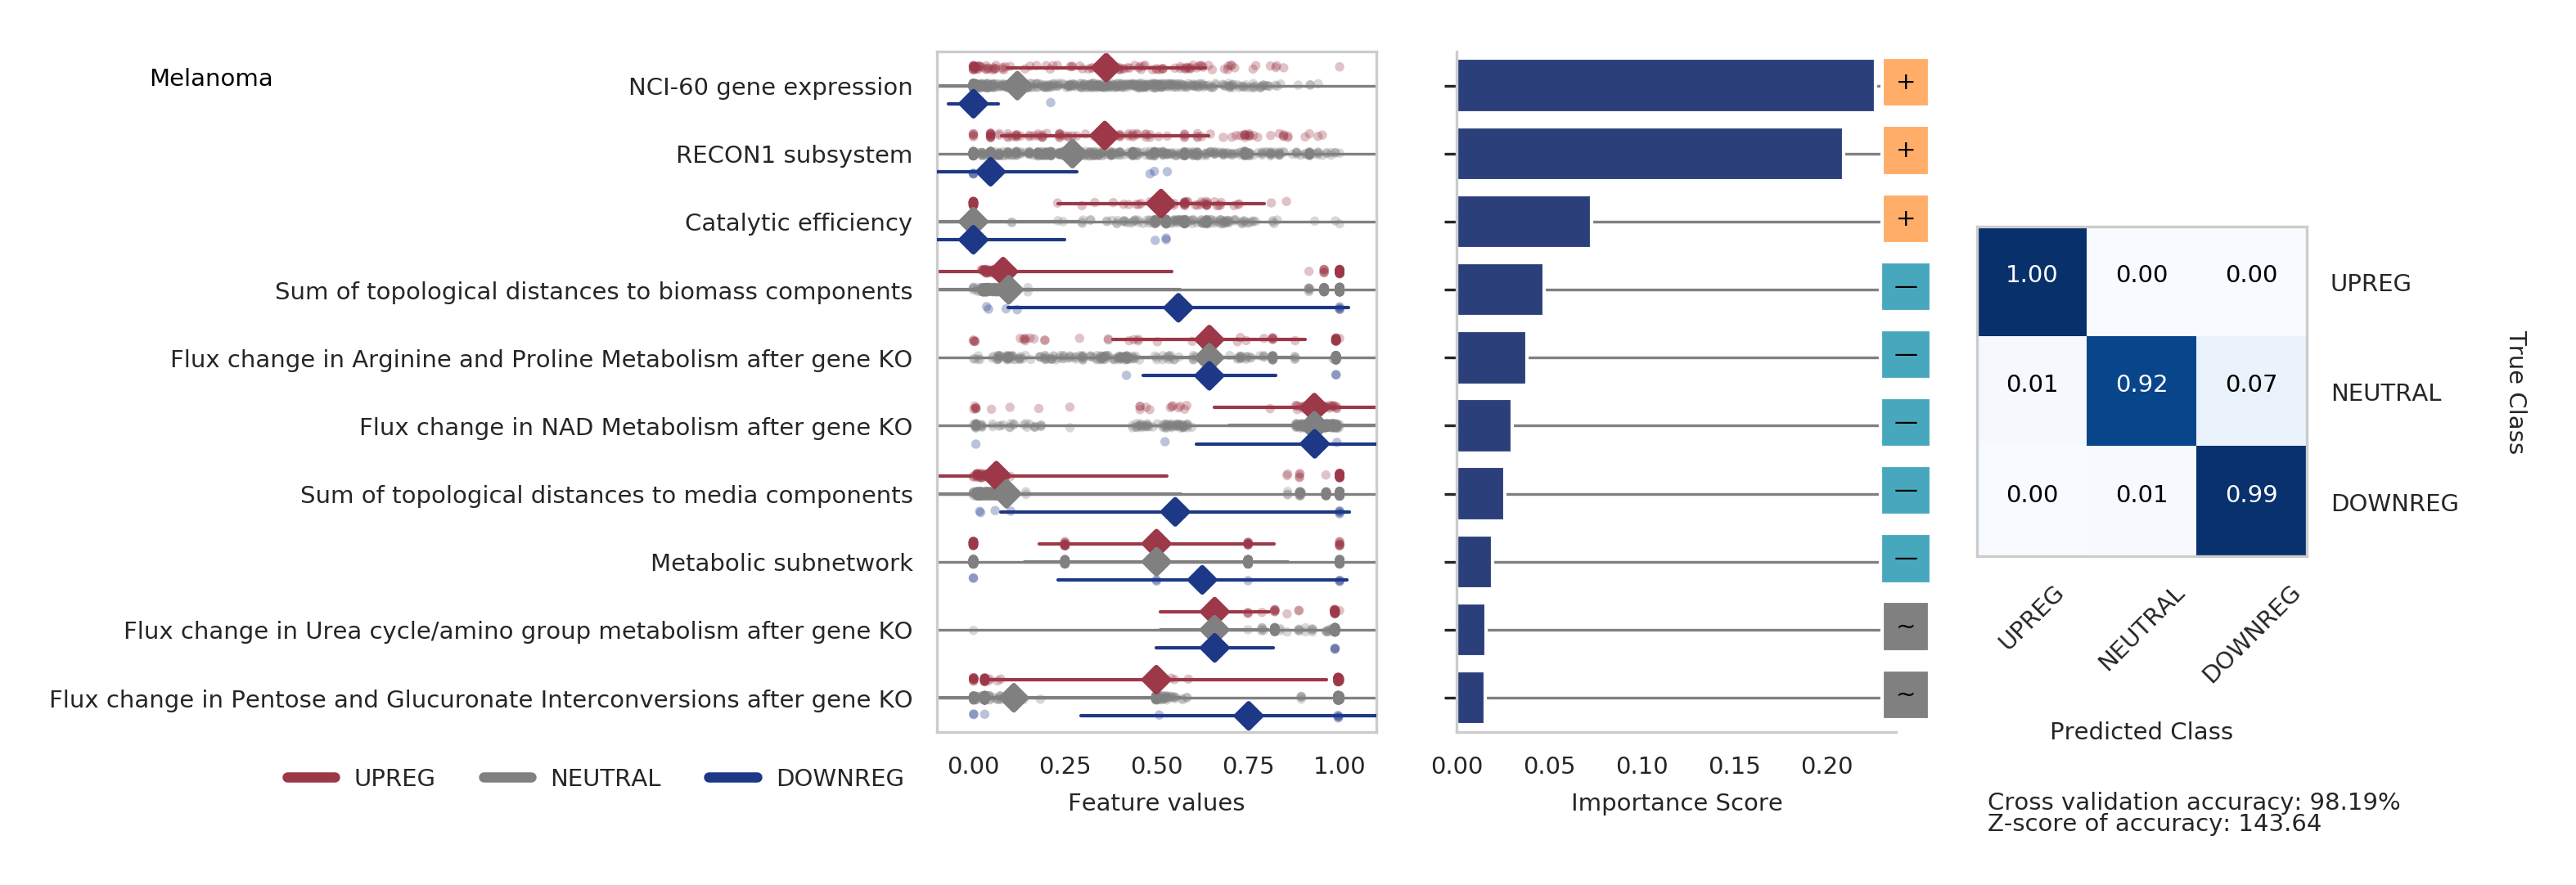 Melanoma
NCI-60 gene expression
RECON1 subsystem
Catalytic efficiency
Sum of topological distances to biomass components
Flux change in Arginine and Proline Metabolism after gene KO
Flux change in NAD Metabolism after gene KO
Sum of topological distances to media components
Metabolic subnetwork
Flux change in Urea cycle/amino group metabolism after gene KO
Flux change in Pentose and Glucuronate Interconversions after gene KO
UPREG NEUTRAL DOWNREG
0.00 0.25 0.50 0.75 1.00
Feature values
+
+
+
—
—
—
—
—
~
~
0.00 0.05 0.10 0.15 0.20
Importance Score
1.00 0.00 0.00 UPREG
0.01 0.92 0.07 NEUTRAL
0.00 0.01 0.99 DOWNREG
True Class
UPREG NEUTRAL DOWNREG
Predicted Class
Cross validation accuracy: 98.19%
Z-score of accuracy: 143.64